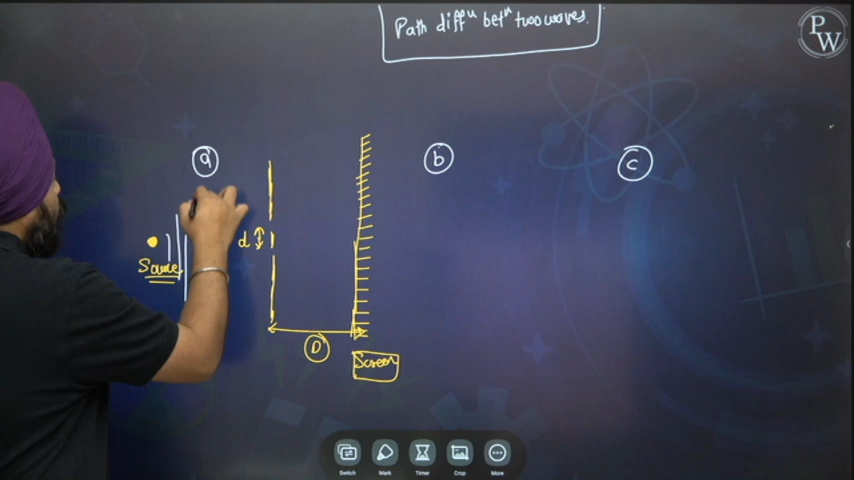 Path diffⁿ betⁿ two waves.
PW
a
b
c
d
Source
D
Screen
Switch
Mark
Timer
Crop
More